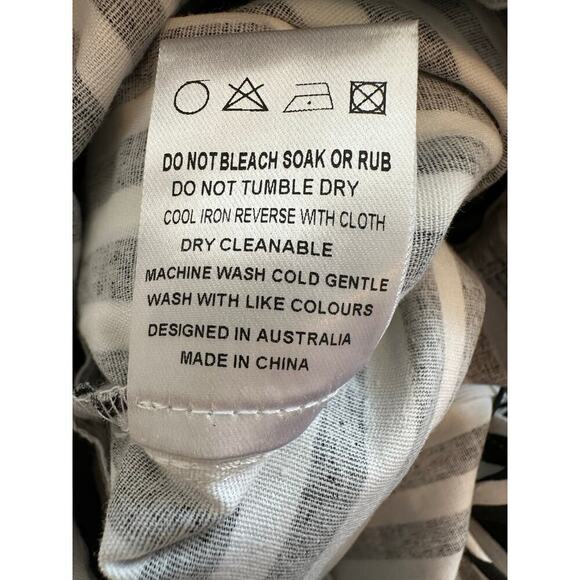 DO NOT BLEACH SOAK OR RUB
DO NOT TUMBLE DRY
COOL IRON REVERSE WITH CLOTH
DRY CLEANABLE
MACHINE WASH COLD GENTLE
WASH WITH LIKE COLOURS
DESIGNED IN AUSTRALIA
MADE IN CHINA